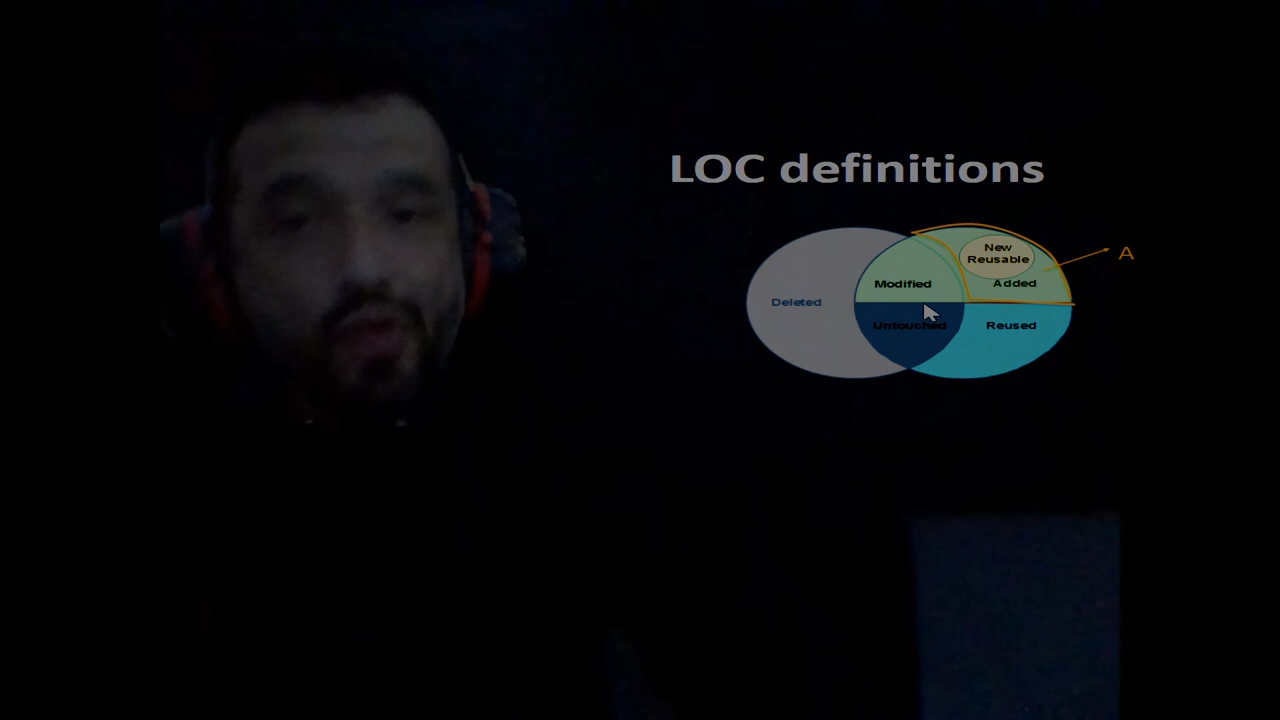 LOC definitions
New
Reusable
A
Modified
Added
Deleted
Untouched
Reused